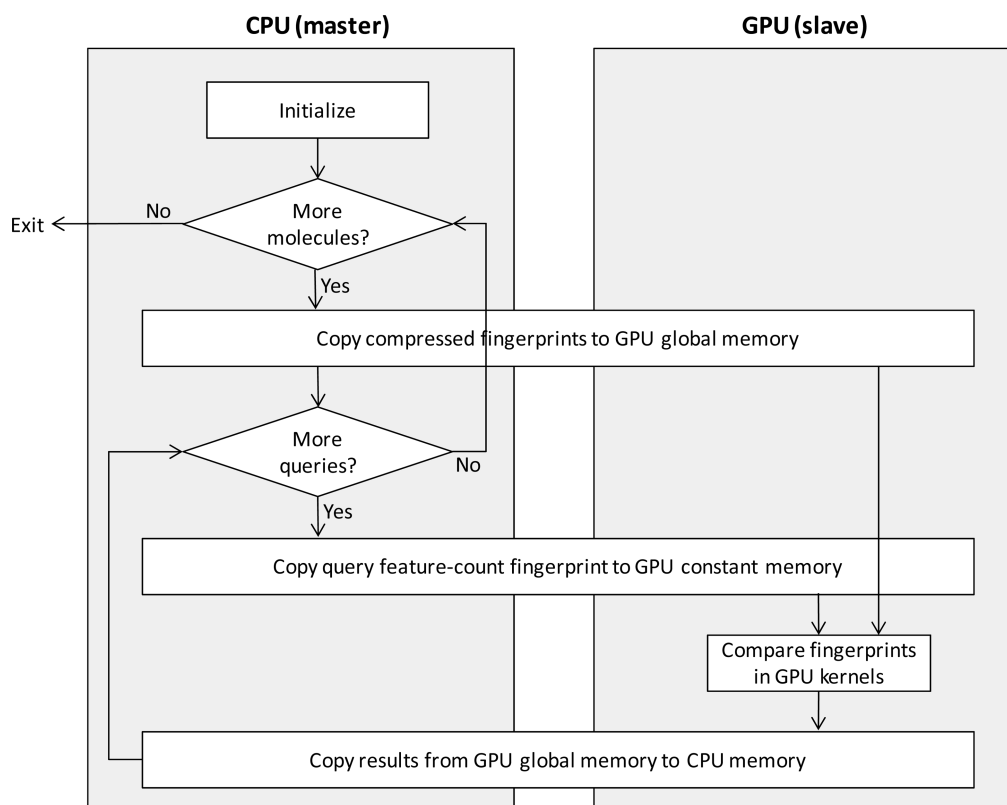 CPU (master)
GPU (slave)
Initialize
More
molecules?
No
Exit
Yes
Copy compressed fingerprints to GPU global memory
More
queries?
No
Yes
Copy query feature-count fingerprint to GPU constant memory
Compare fingerprints
in GPU kernels
Copy results from GPU global memory to CPU memory